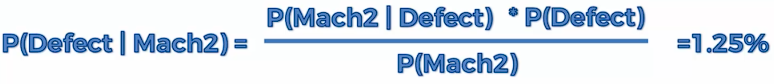 P(Mach2 | Defect) * P(Defect)
P(Defect | Mach2) = =1.25%
P(Mach2)